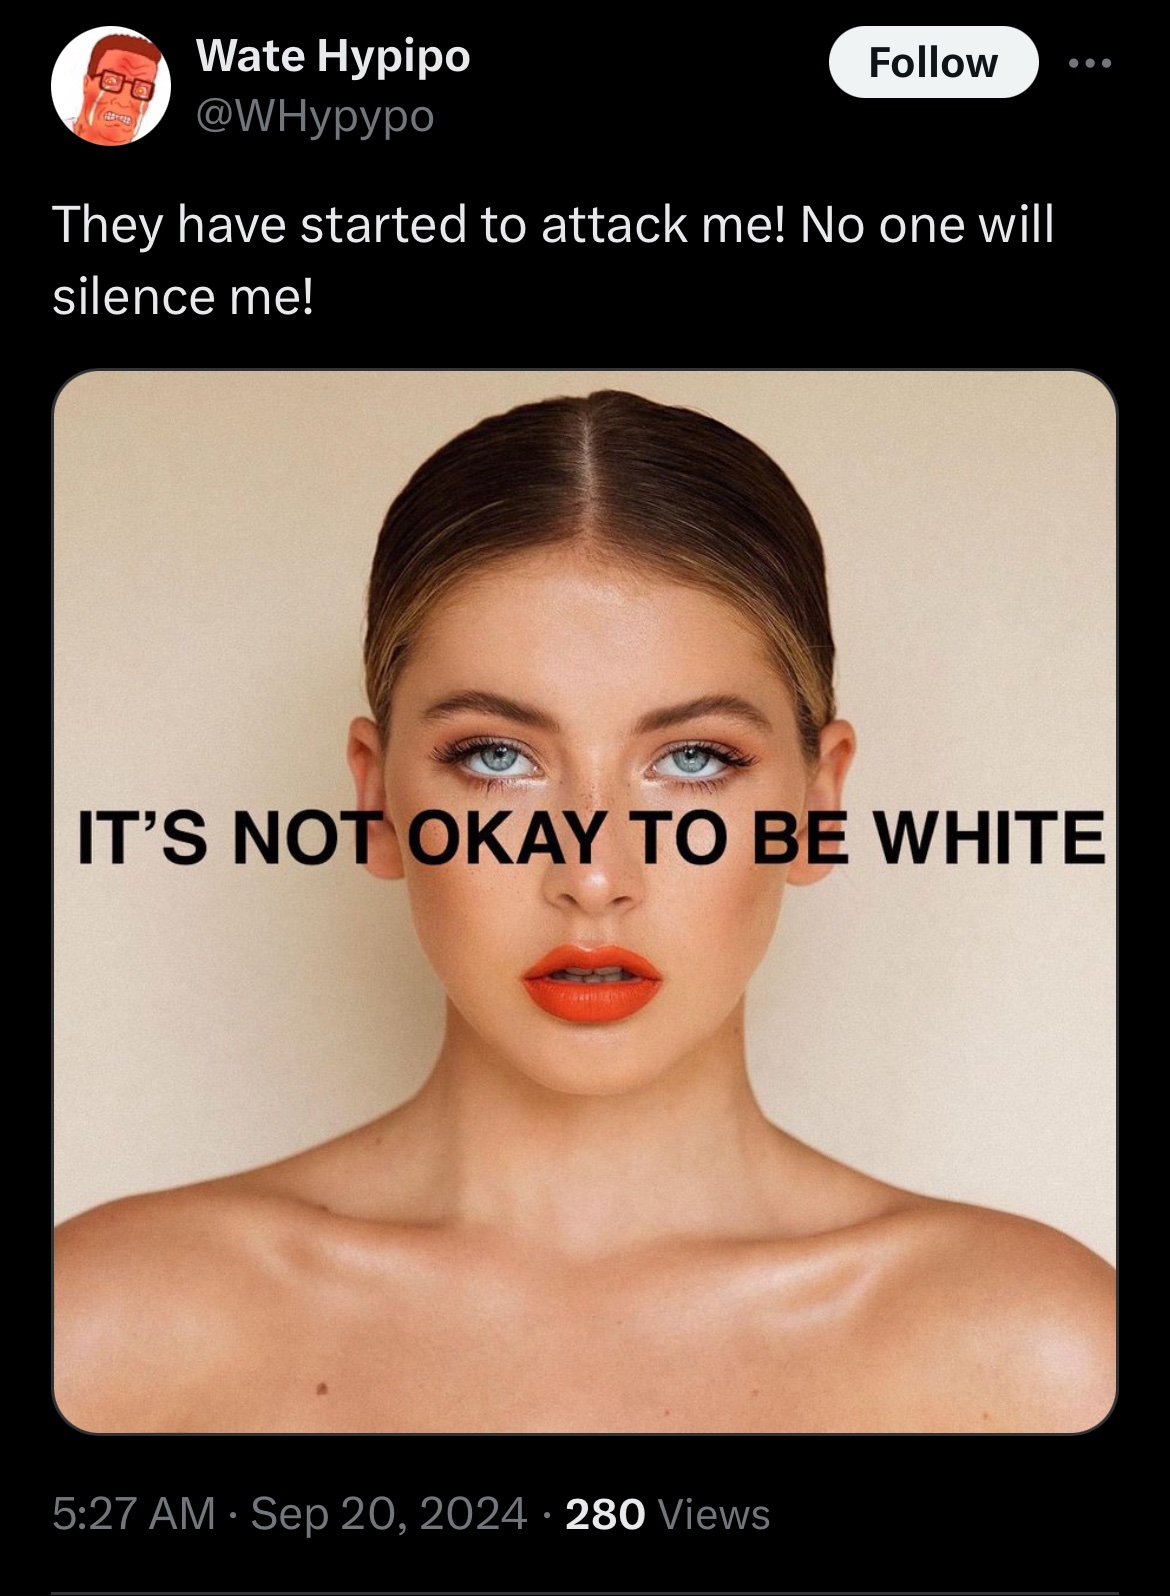 Wate Hypipo
Follow
@WHypypo
They have started to attack me! No one will
silence me!
IT’S NOT OKAY TO BE WHITE
5:27 AM · Sep 20, 2024 · 280 Views